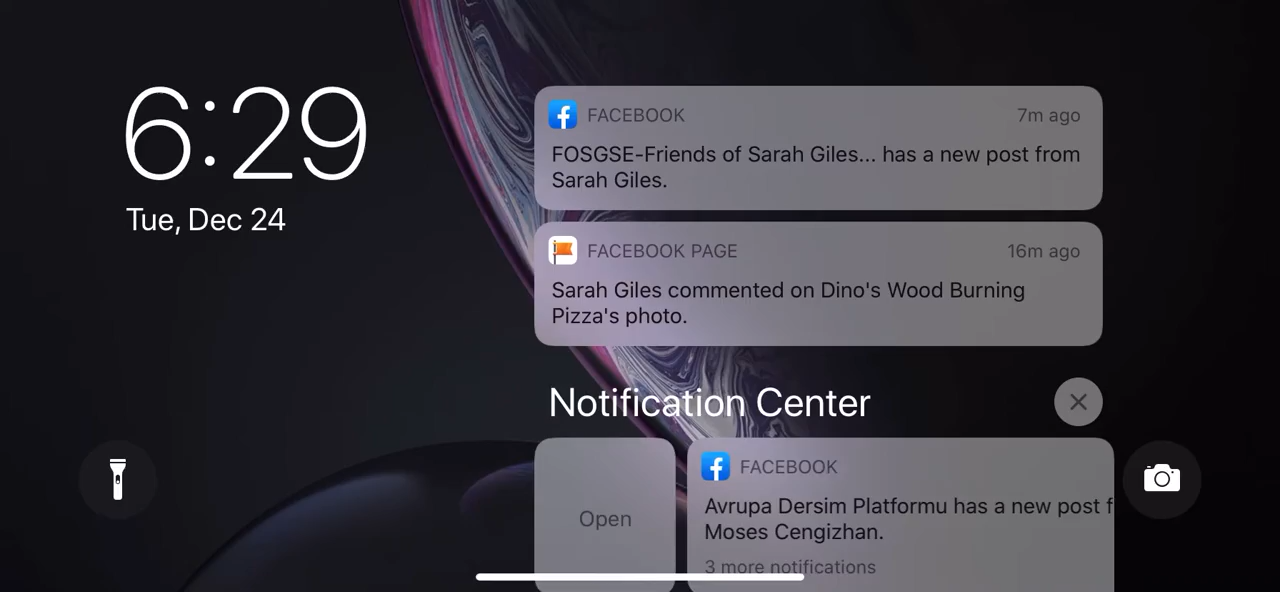 6:29
Tue, Dec 24
FACEBOOK 7m ago
FOSGSE-Friends of Sarah Giles... has a new post from
Sarah Giles.
FACEBOOK PAGE 16m ago
Sarah Giles commented on Dino's Wood Burning
Pizza's photo.
Notification Center
Open
FACEBOOK
Avrupa Dersim Platformu has a new post f
Moses Cengizhan.
3 more notifications